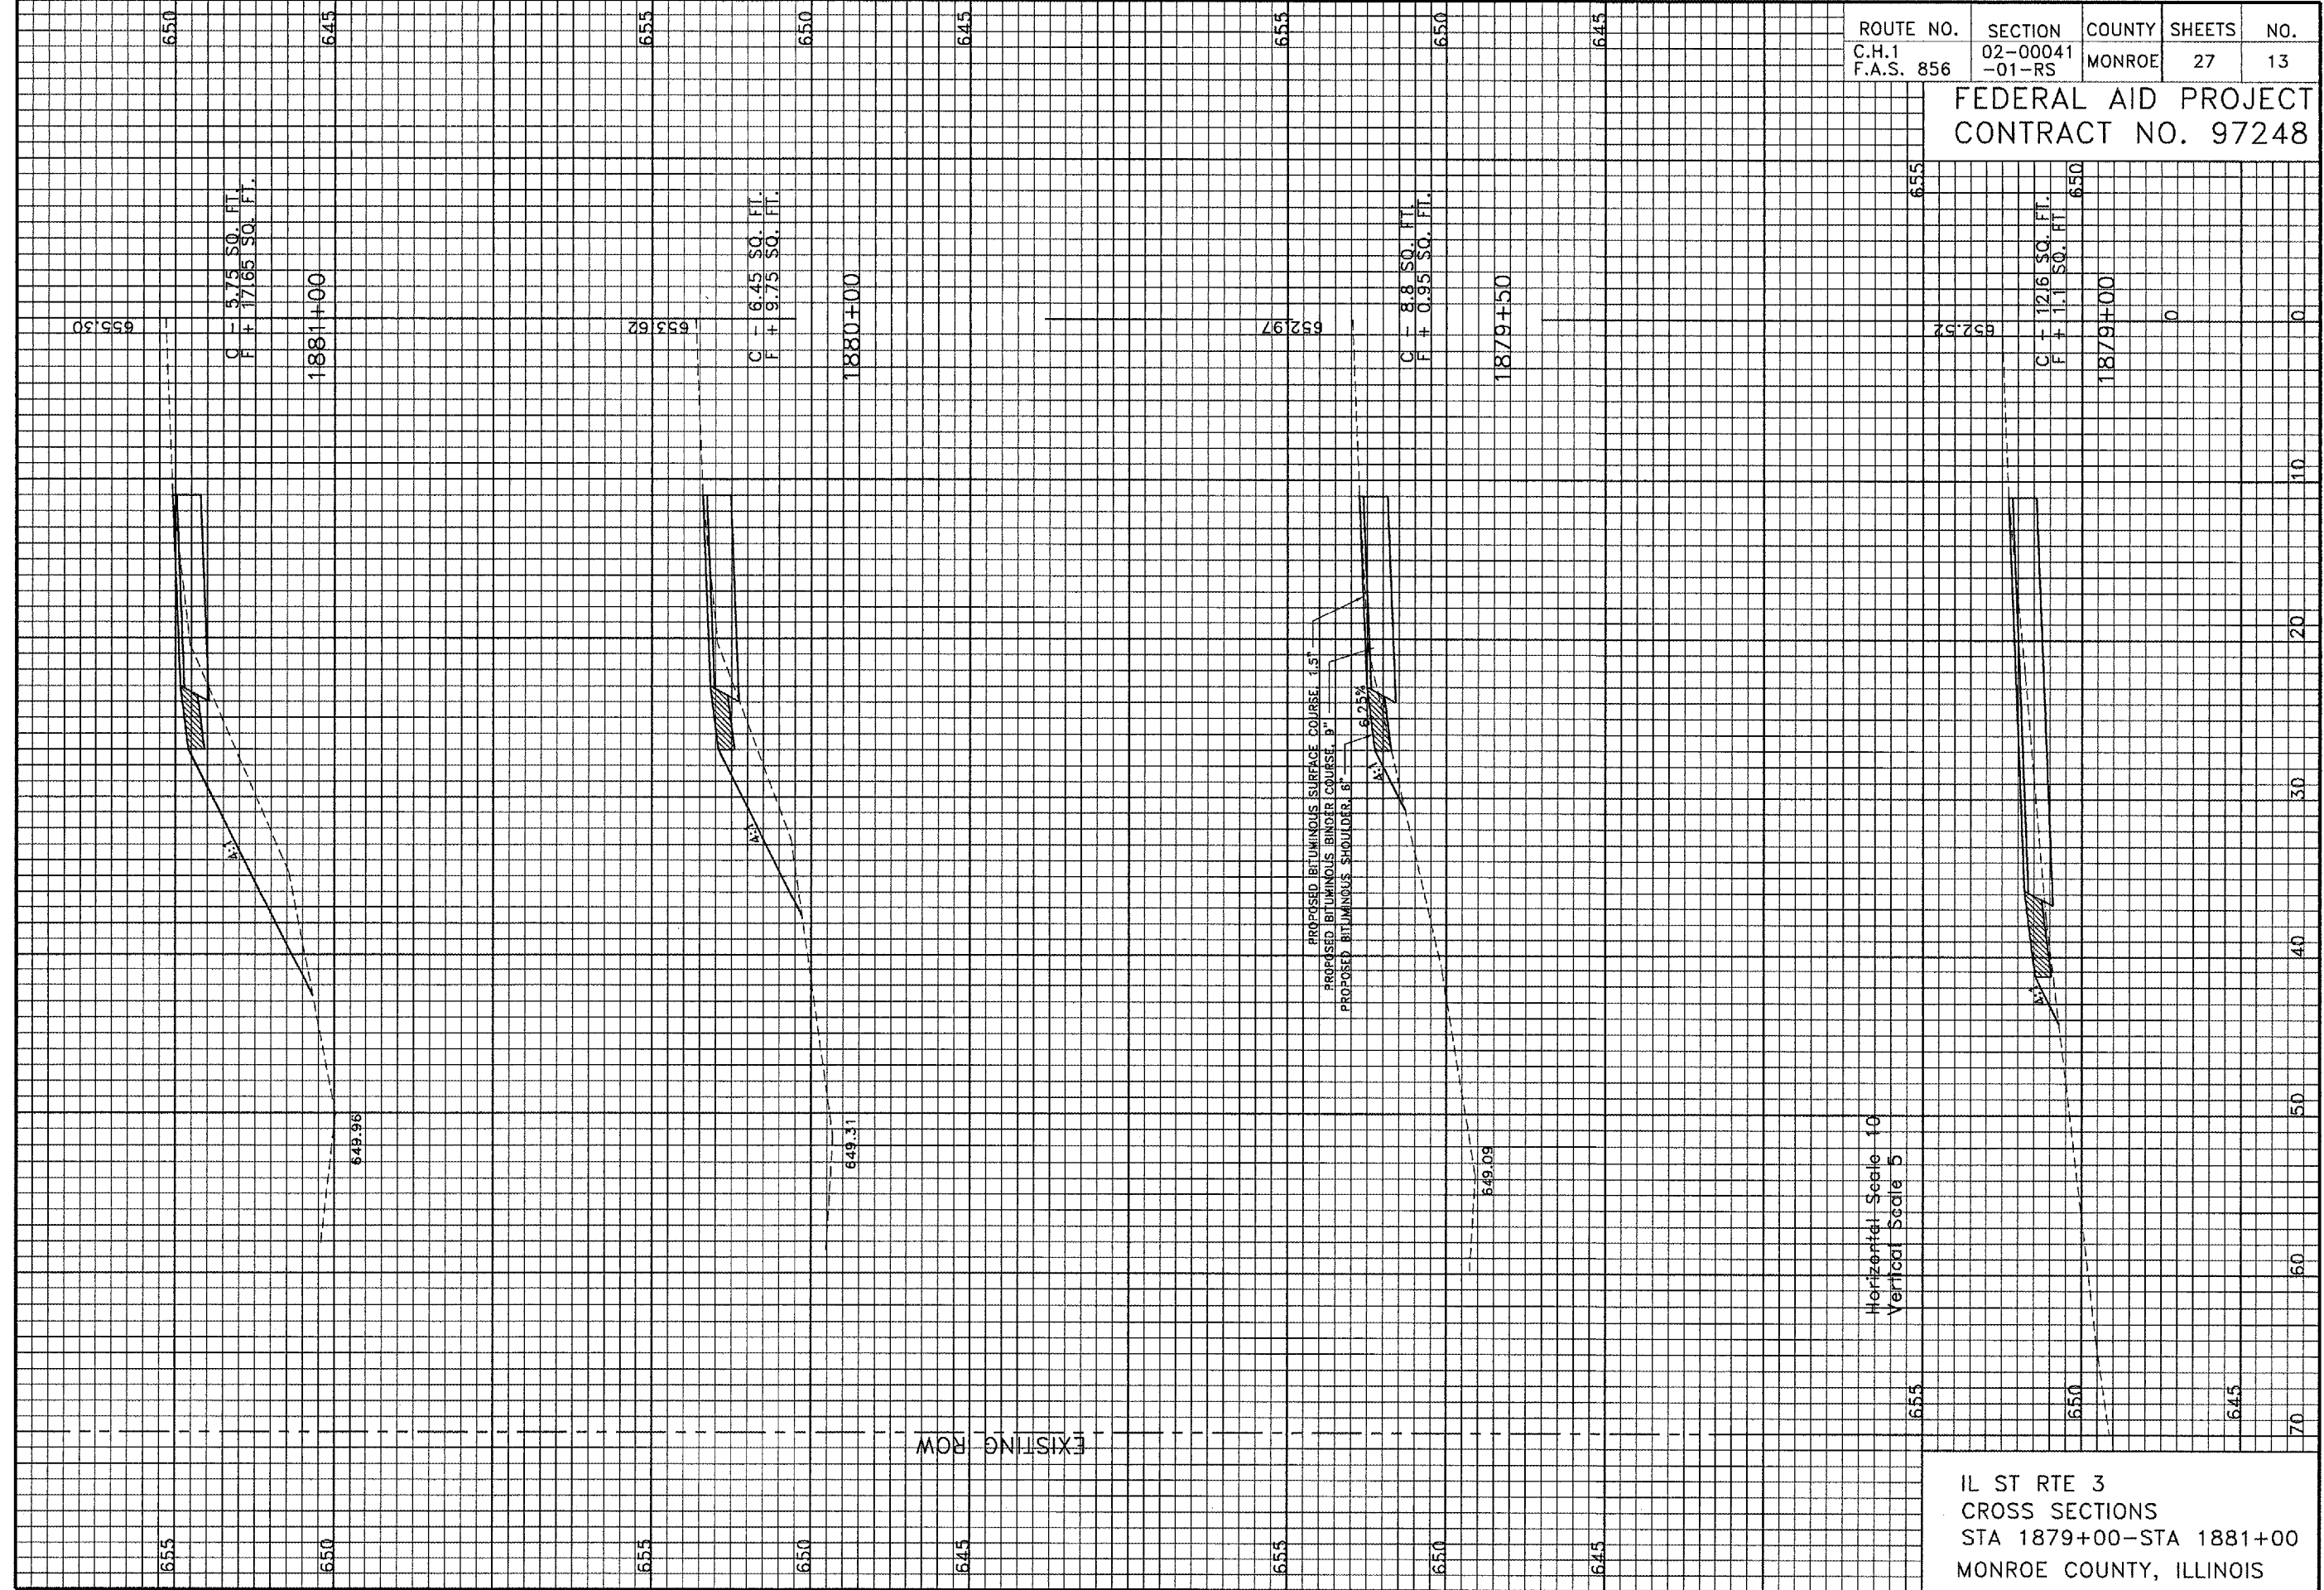 ROUTE NO. SECTION COUNTY SHEETS NO.
C.H.1 02-00041 MONROE 27 13
F.A.S. 856 -01-RS
FEDERAL AID PROJECT
CONTRACT NO. 97248
650
645
655
650
645
655
650
645
655
650
C - 5.75 SQ. FT.
F + 17.65 SQ. FT.
1881+00
655.30
649.96
C - 6.45 SQ. FT.
F + 9.75 SQ. FT.
1880+00
653.62
649.31
C - 8.8 SQ. FT.
F + 0.95 SQ. FT.
1879+50
652.97
PROPOSED BITUMINOUS SURFACE COURSE, 1.5"
PROPOSED BITUMINOUS BINDER COURSE, 9"
PROPOSED BITUMINOUS SHOULDER, 6"
6.25%
649.09
C - 12.6 SQ. FT.
F + 1.1 SQ. FT
1879+00
652.52
0
4:1
4:1
4:1
4:1
0
10
20
30
40
50
60
70
Horizontal Scale 10
Vertical Scale 5
EXISTING ROW
655
650
655
650
645
655
650
645
655
650
645
IL ST RTE 3
CROSS SECTIONS
STA 1879+00-STA 1881+00
MONROE COUNTY, ILLINOIS